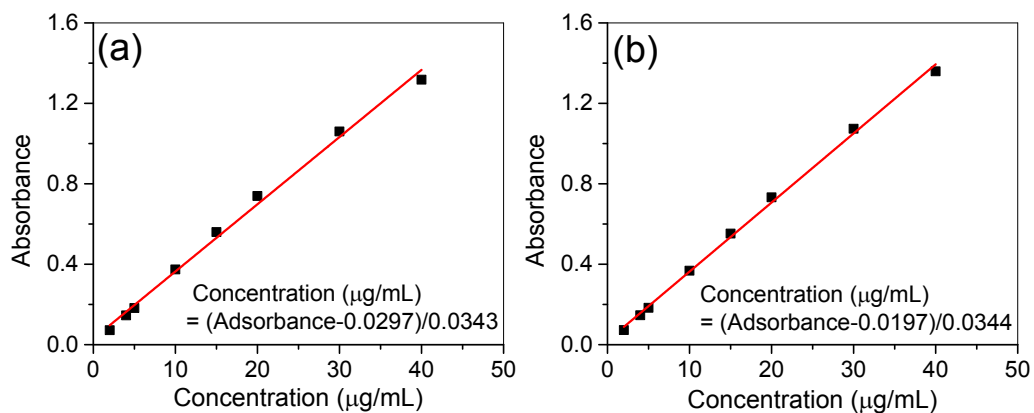 (a)
Absorbance
1.6
1.2
0.8
0.4
0.0
Concentration (μg/mL)
= (Adsorbance-0.0297)/0.0343
0 10 20 30 40 50
Concentration (μg/mL)
(b)
Absorbance
1.6
1.2
0.8
0.4
0.0
Concentration (μg/mL)
= (Adsorbance-0.0197)/0.0344
0 10 20 30 40 50
Concentration (μg/mL)